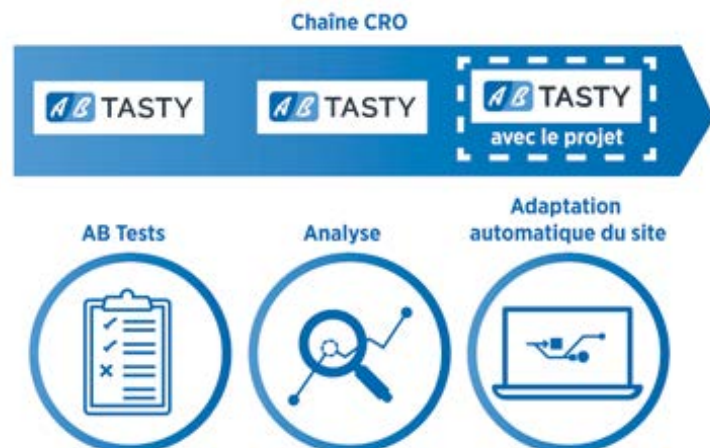 Chaîne CRO
AB TASTY
AB TASTY
AB TASTY
avec le projet
AB Tests
Analyse
Adaptation
automatique du site